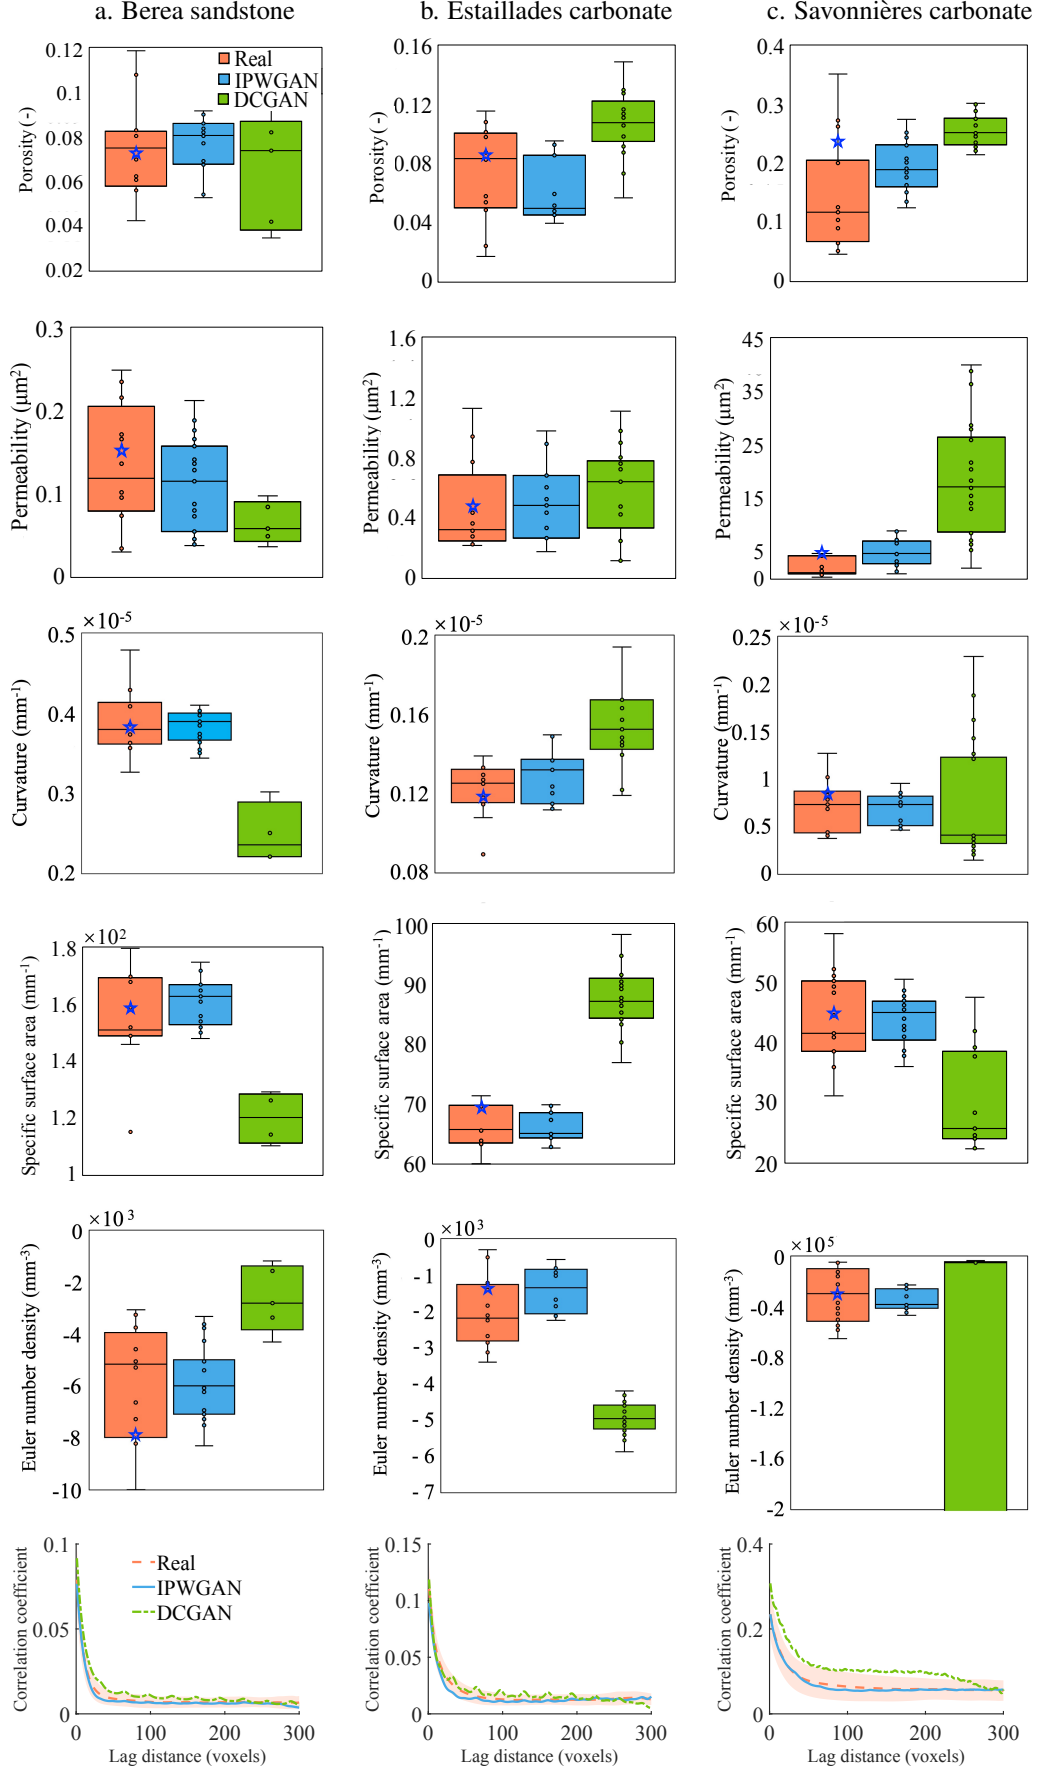 a. Berea sandstone
b. Estaillades carbonate
c. Savonnières carbonate
Porosity (-)
0.12
0.1
0.08
0.06
0.04
0.02
Real
IPWGAN
DCGAN
Porosity (-)
0.16
0.12
0.08
0.04
0
Porosity (-)
0.4
0.3
0.2
0.1
0
Permeability (μm²)
0.3
0.2
0.1
0
Permeability (μm²)
1.6
1.2
0.8
0.4
0
Permeability (μm²)
45
35
25
15
5
0
Curvature (mm⁻¹)
×10⁻⁵
0.5
0.4
0.3
0.2
Curvature (mm⁻¹)
×10⁻⁵
0.2
0.16
0.12
0.08
Curvature (mm⁻¹)
×10⁻⁵
0.25
0.2
0.15
1
0.5
0
Specific surface area (mm⁻¹)
×10²
1.8
1.6
1.4
1.2
1
Specific surface area (mm⁻¹)
100
90
80
70
60
Specific surface area (mm⁻¹)
60
50
40
30
20
Euler number density (mm⁻³)
×10³
0
-2
-4
-6
-8
-10
Euler number density (mm⁻³)
×10³
0
-1
-2
-3
-4
-5
-6
-7
Euler number density (mm⁻³)
×10⁵
0
-0.4
-0.8
-1.2
-1.6
-2
Correlation coefficient
0.1
0.05
0
Real
IPWGAN
DCGAN
0 100 200 300
Lag distance (voxels)
Correlation coefficient
0.15
0.1
0.05
0
0 100 200 300
Lag distance (voxels)
Correlation coefficient
0.4
0.2
0
0 100 200 300
Lag distance (voxels)